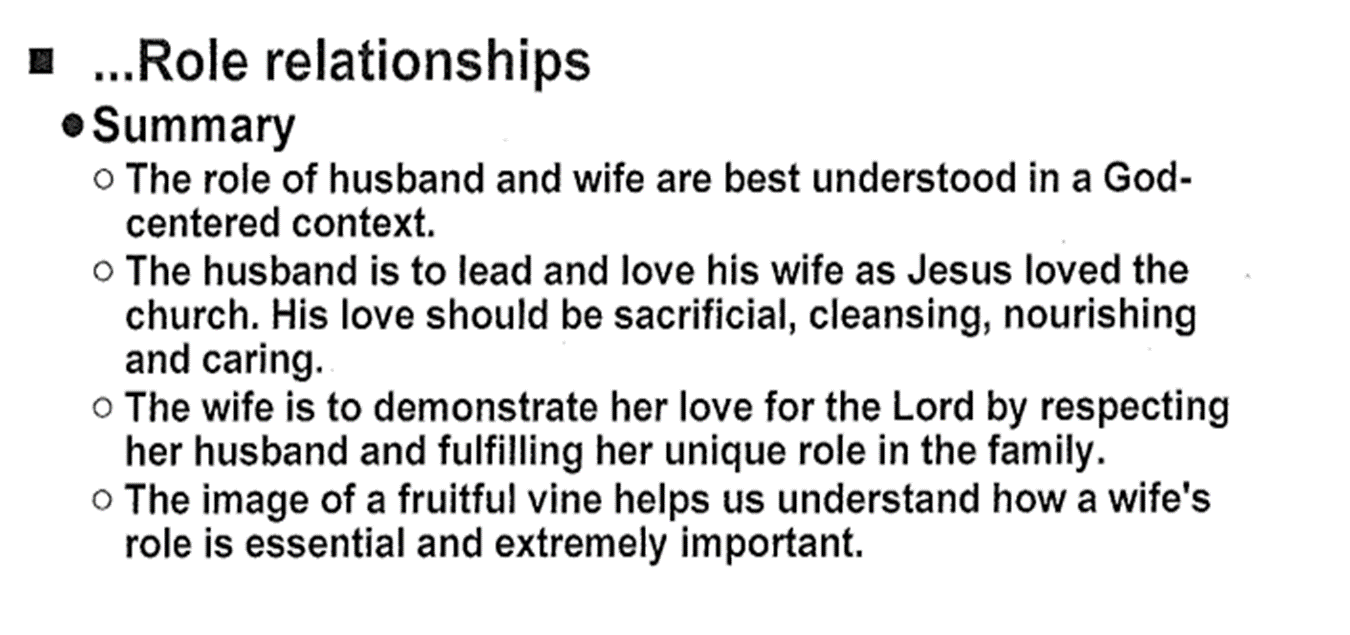 ■ ...Role relationships
● Summary
○ The role of husband and wife are best understood in a God-
centered context.
○ The husband is to lead and love his wife as Jesus loved the
church. His love should be sacrificial, cleansing, nourishing
and caring.
○ The wife is to demonstrate her love for the Lord by respecting
her husband and fulfilling her unique role in the family.
○ The image of a fruitful vine helps us understand how a wife's
role is essential and extremely important.